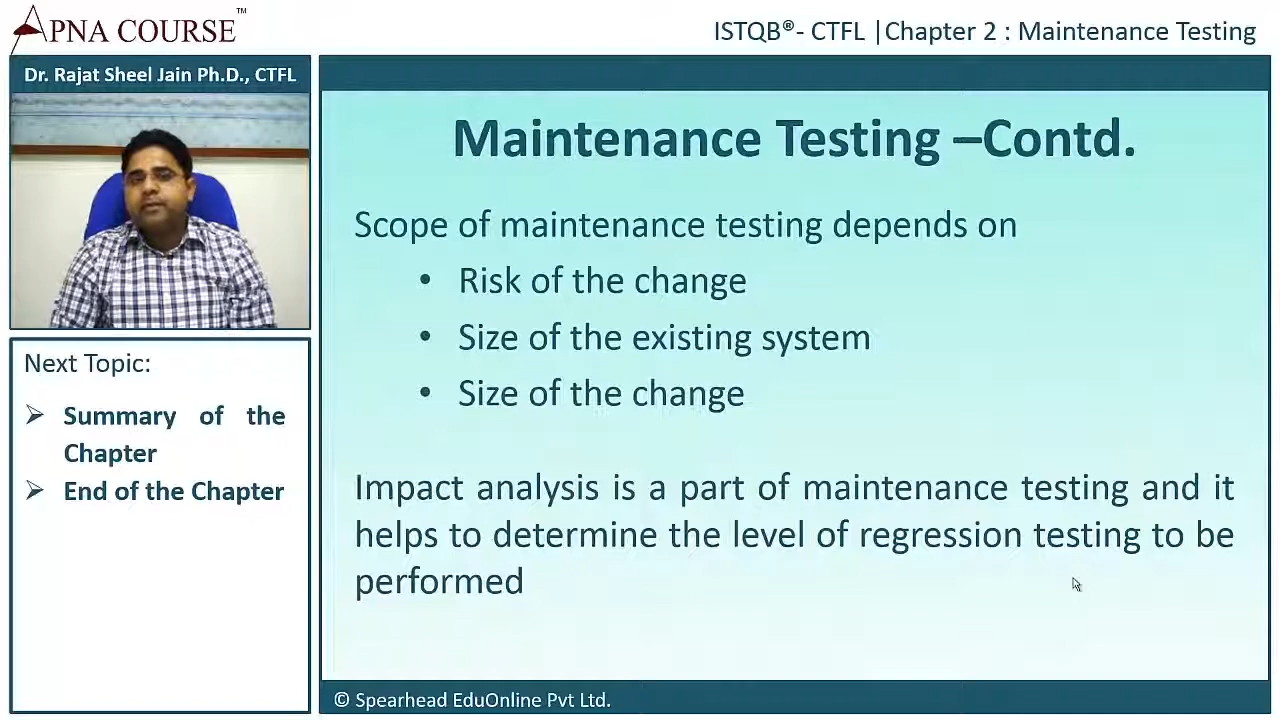 APNA COURSE™
ISTQB®- CTFL |Chapter 2 : Maintenance Testing
Dr. Rajat Sheel Jain Ph.D., CTFL
Maintenance Testing –Contd.
Scope of maintenance testing depends on
• Risk of the change
• Size of the existing system
• Size of the change
Impact analysis is a part of maintenance testing and it
helps to determine the level of regression testing to be
performed
Next Topic:
➢ Summary of the
Chapter
➢ End of the Chapter
© Spearhead EduOnline Pvt Ltd.